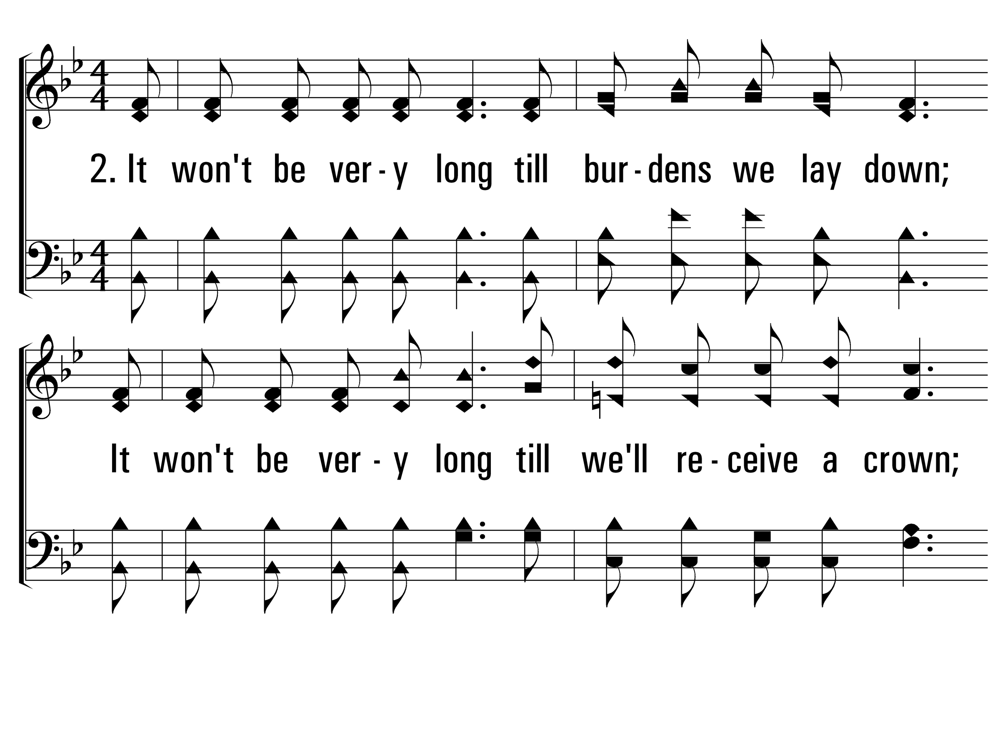 2. It won't be ver - y long till bur - dens we lay down;
It won't be ver - y long till we'll re - ceive a crown;